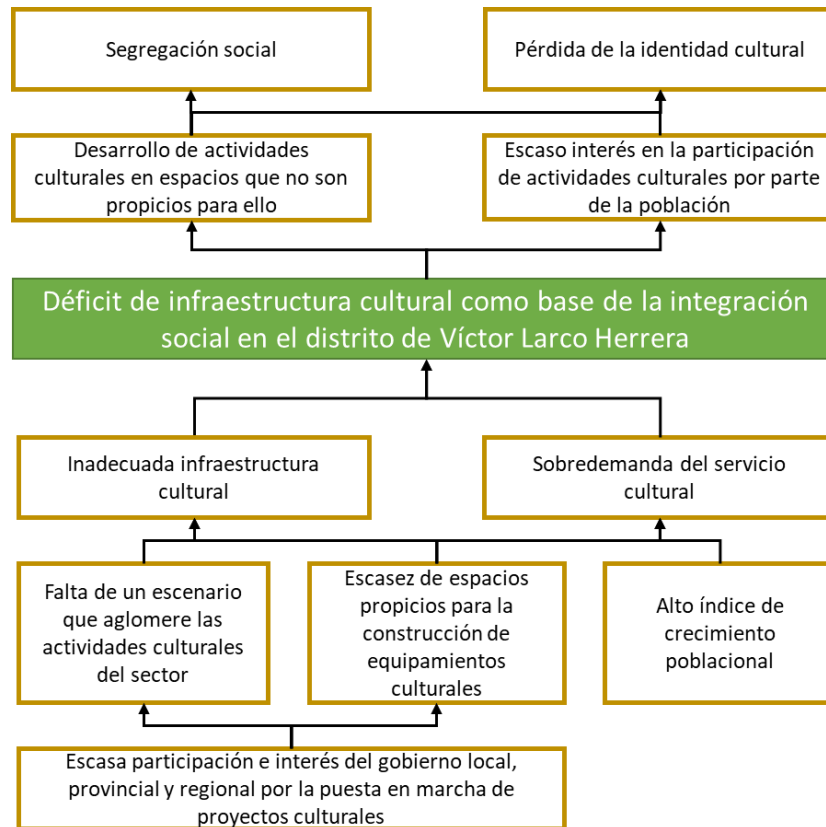 Segregación social
Pérdida de la identidad cultural
Desarrollo de actividades
culturales en espacios que no son
propicios para ello
Escaso interés en la participación
de actividades culturales por parte
de la población
Déficit de infraestructura cultural como base de la integración
social en el distrito de Víctor Larco Herrera
Inadecuada infraestructura
cultural
Sobredemanda del servicio
cultural
Falta de un escenario
que aglomere las
actividades culturales
del sector
Escasez de espacios
propicios para la
construcción de
equipamientos
culturales
Alto índice de
crecimiento
poblacional
Escasa participación e interés del gobierno local,
provincial y regional por la puesta en marcha de
proyectos culturales